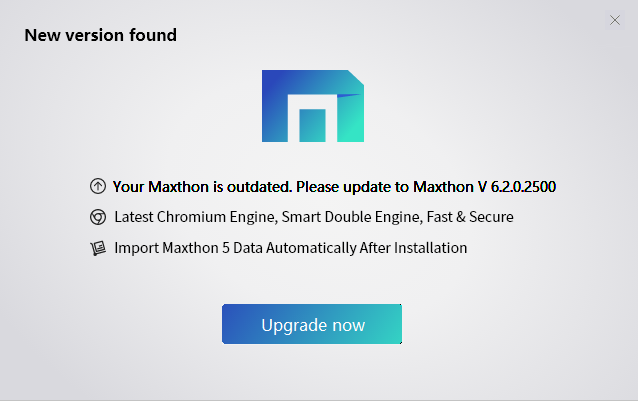 New version found
Your Maxthon is outdated. Please update to Maxthon V 6.2.0.2500
Latest Chromium Engine, Smart Double Engine, Fast & Secure
Import Maxthon 5 Data Automatically After Installation
Upgrade now